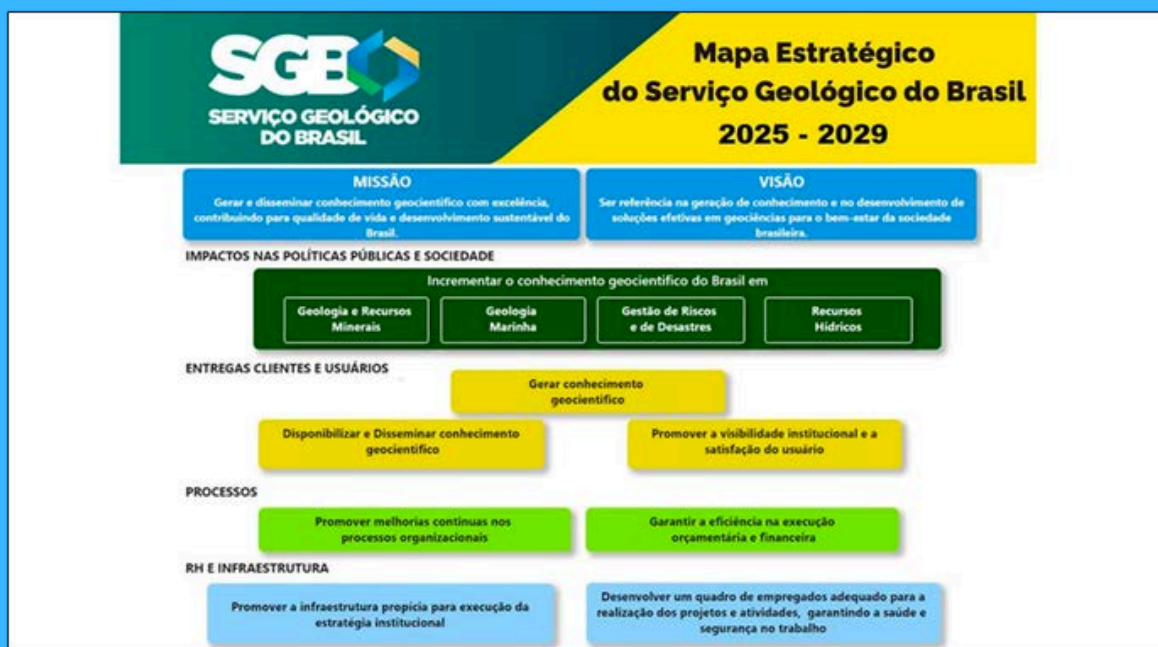 SGB
SERVIÇO GEOLÓGICO
DO BRASIL
Mapa Estratégico
do Serviço Geológico do Brasil
2025 - 2029
MISSÃO
Gerar e disseminar conhecimento geocientifico com excelência,
contribuindo para qualidade de vida e desenvolvimento sustentável do
Brasil.
VISÃO
Ser referência na geração de conhecimento e no desenvolvimento de
soluções efetivas em geociências para o bem-estar da sociedade
brasileira.
IMPACTOS NAS POLÍTICAS PÚBLICAS E SOCIEDADE
Incrementar o conhecimento geocientifico do Brasil em
Geologia e Recursos
Minerais
Geologia
Marinha
Gestão de Riscos
e de Desastres
Recursos
Hídricos
ENTREGAS CLIENTES E USUÁRIOS
Gerar conhecimento
geocientifico
Disponibilizar e Disseminar conhecimento
geocientifico
Promover a visibilidade institucional e a
satisfação do usuário
PROCESSOS
Promover melhorias continuas nos
processos organizacionais
Garantir a eficiência na execução
orçamentária e financeira
RH E INFRAESTRUTURA
Promover a infraestrutura propicia para execução da
estratégia institucional
Desenvolver um quadro de empregados adequado para a
realização dos projetos e atividades, garantindo a saúde e
segurança no trabalho